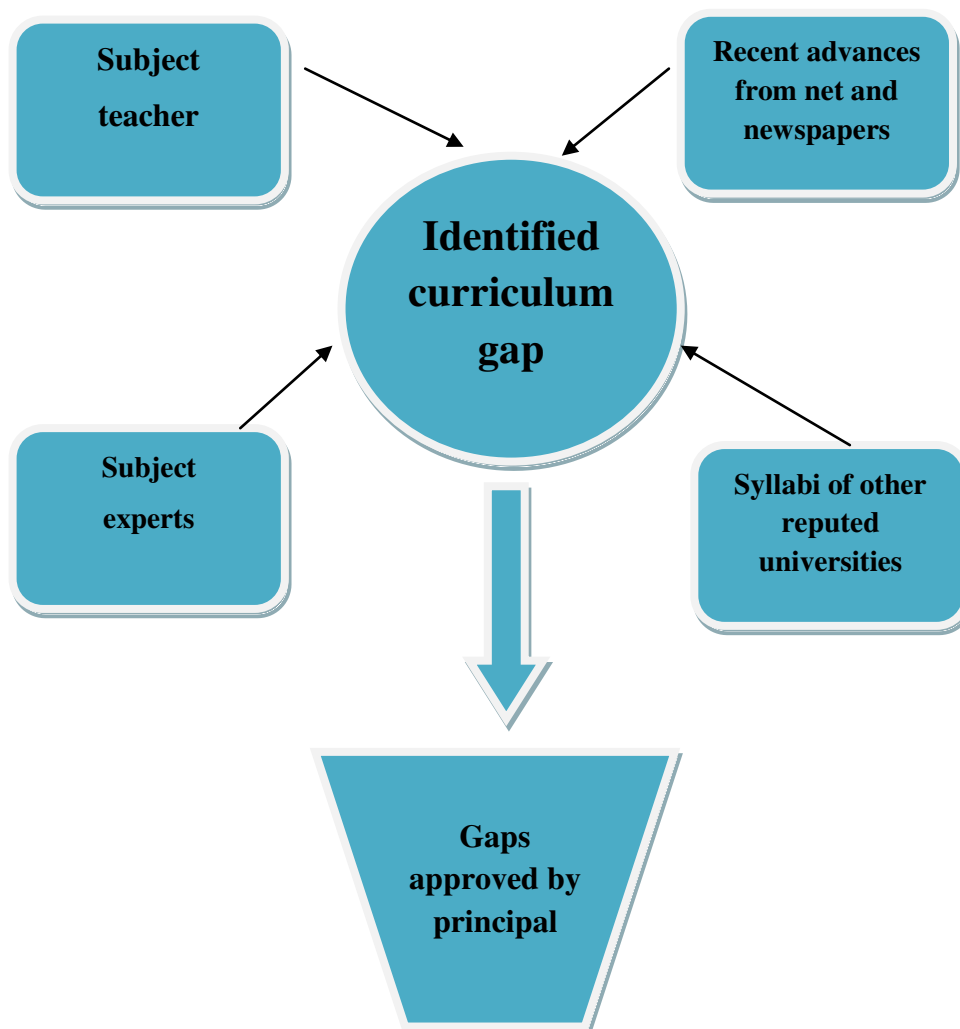 Subject
teacher
Recent advances
from net and
newspapers
Identified
curriculum
gap
Subject
experts
Syllabi of other
reputed
universities
Gaps
approved by
principal